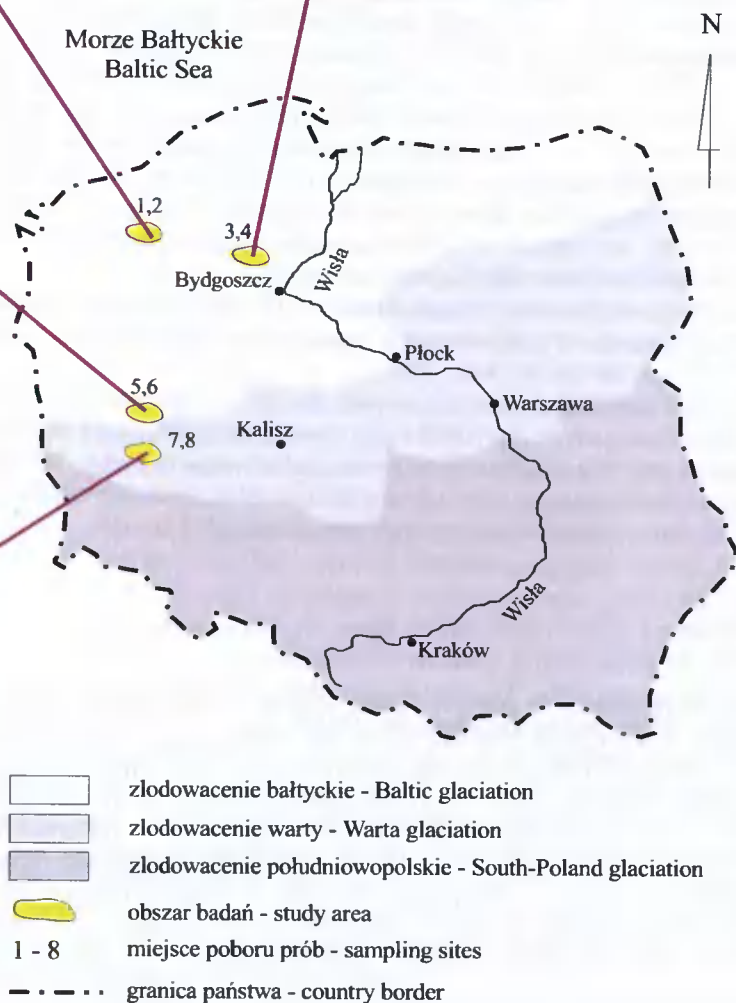 Morze Bałtyckie
Baltic Sea
N
1,2
3,4
Bydgoszcz
Wisła
Płock
Warszawa
5,6
Kalisz
7,8
Wisła
Kraków
zlodowacenie bałtyckie - Baltic glaciation
zlodowacenie warty - Warta glaciation
zlodowacenie południowopolskie - South-Poland glaciation
obszar badań - study area
1 - 8 miejsce poboru prób - sampling sites
granica państwa - country border